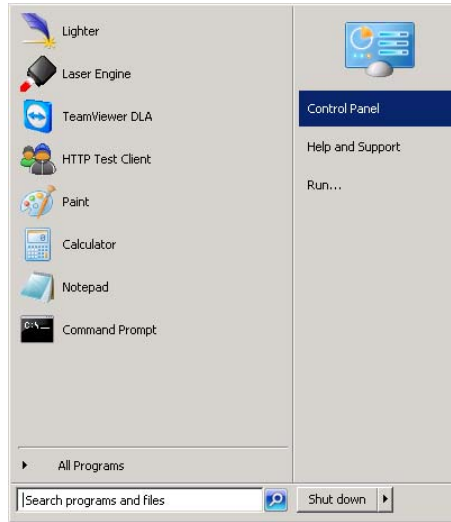 Lighter
Laser Engine
TeamViewer DLA
HTTP Test Client
Paint
Calculator
Notepad
C:\_
Command Prompt
All Programs
Search programs and files
Control Panel
Help and Support
Run...
Shut down